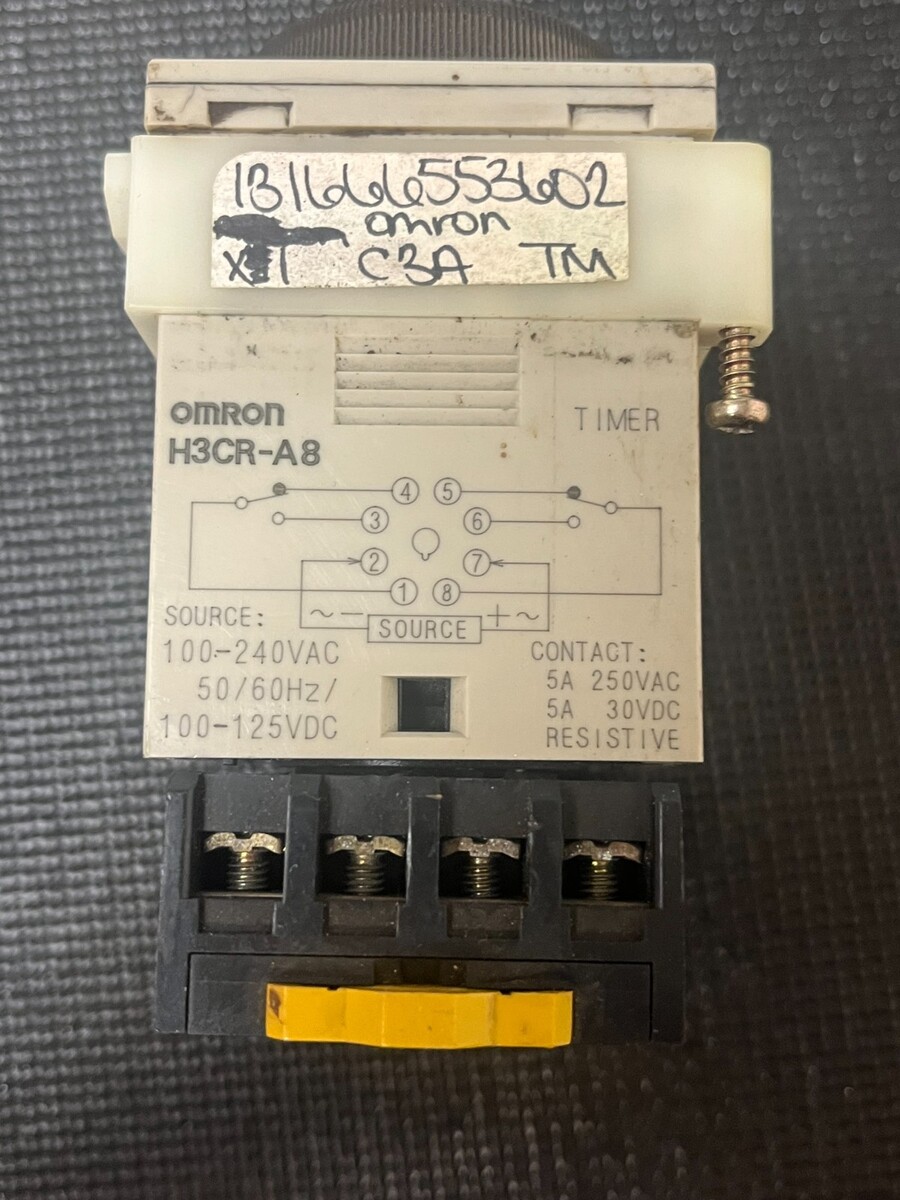 131666553602
omron
C3A TM
omron
TIMER
H3CR-A8
4 5
3 6
2 7
1 8
~ − + ~
SOURCE
SOURCE:
100-240VAC
50/60Hz/
100-125VDC
CONTACT:
5A 250VAC
5A 30VDC
RESISTIVE